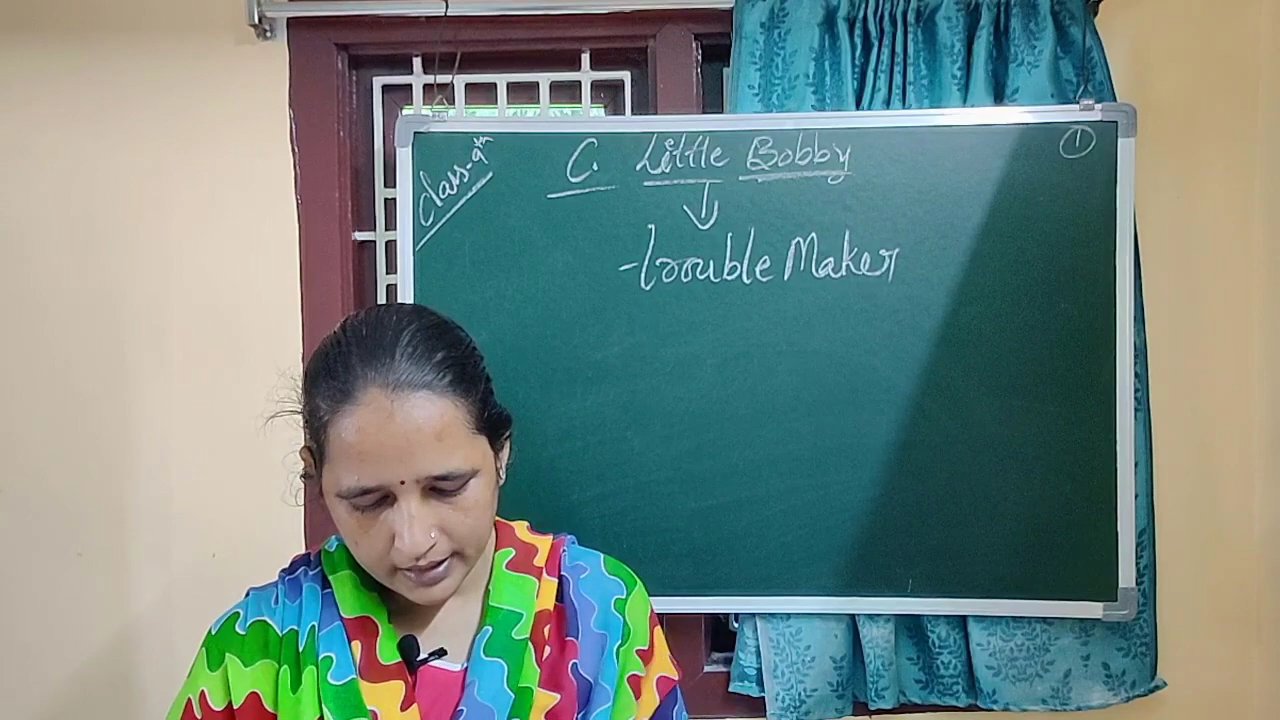 Class-9th
C. Little Bobby
1
↓
-Trouble Maker